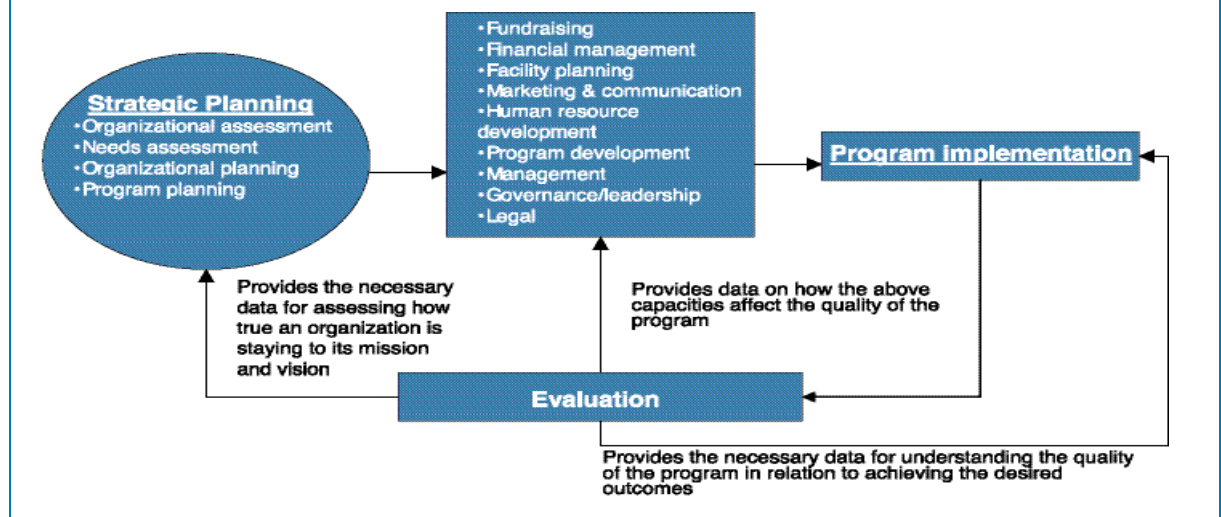 Strategic Planning
•Organizational assessment
•Needs assessment
•Organizational planning
•Program planning
•Fundraising
•Financial management
•Facility planning
•Marketing & communication
•Human resource
development
•Program development
•Management
•Governance/leadership
•Legal
Program implementation
Provides the necessary
data for assessing how
true an organization is
staying to its mission
and vision
Provides data on how the above
capacities affect the quality of the
program
Evaluation
Provides the necessary data for understanding the quality
of the program in relation to achieving the desired
outcomes